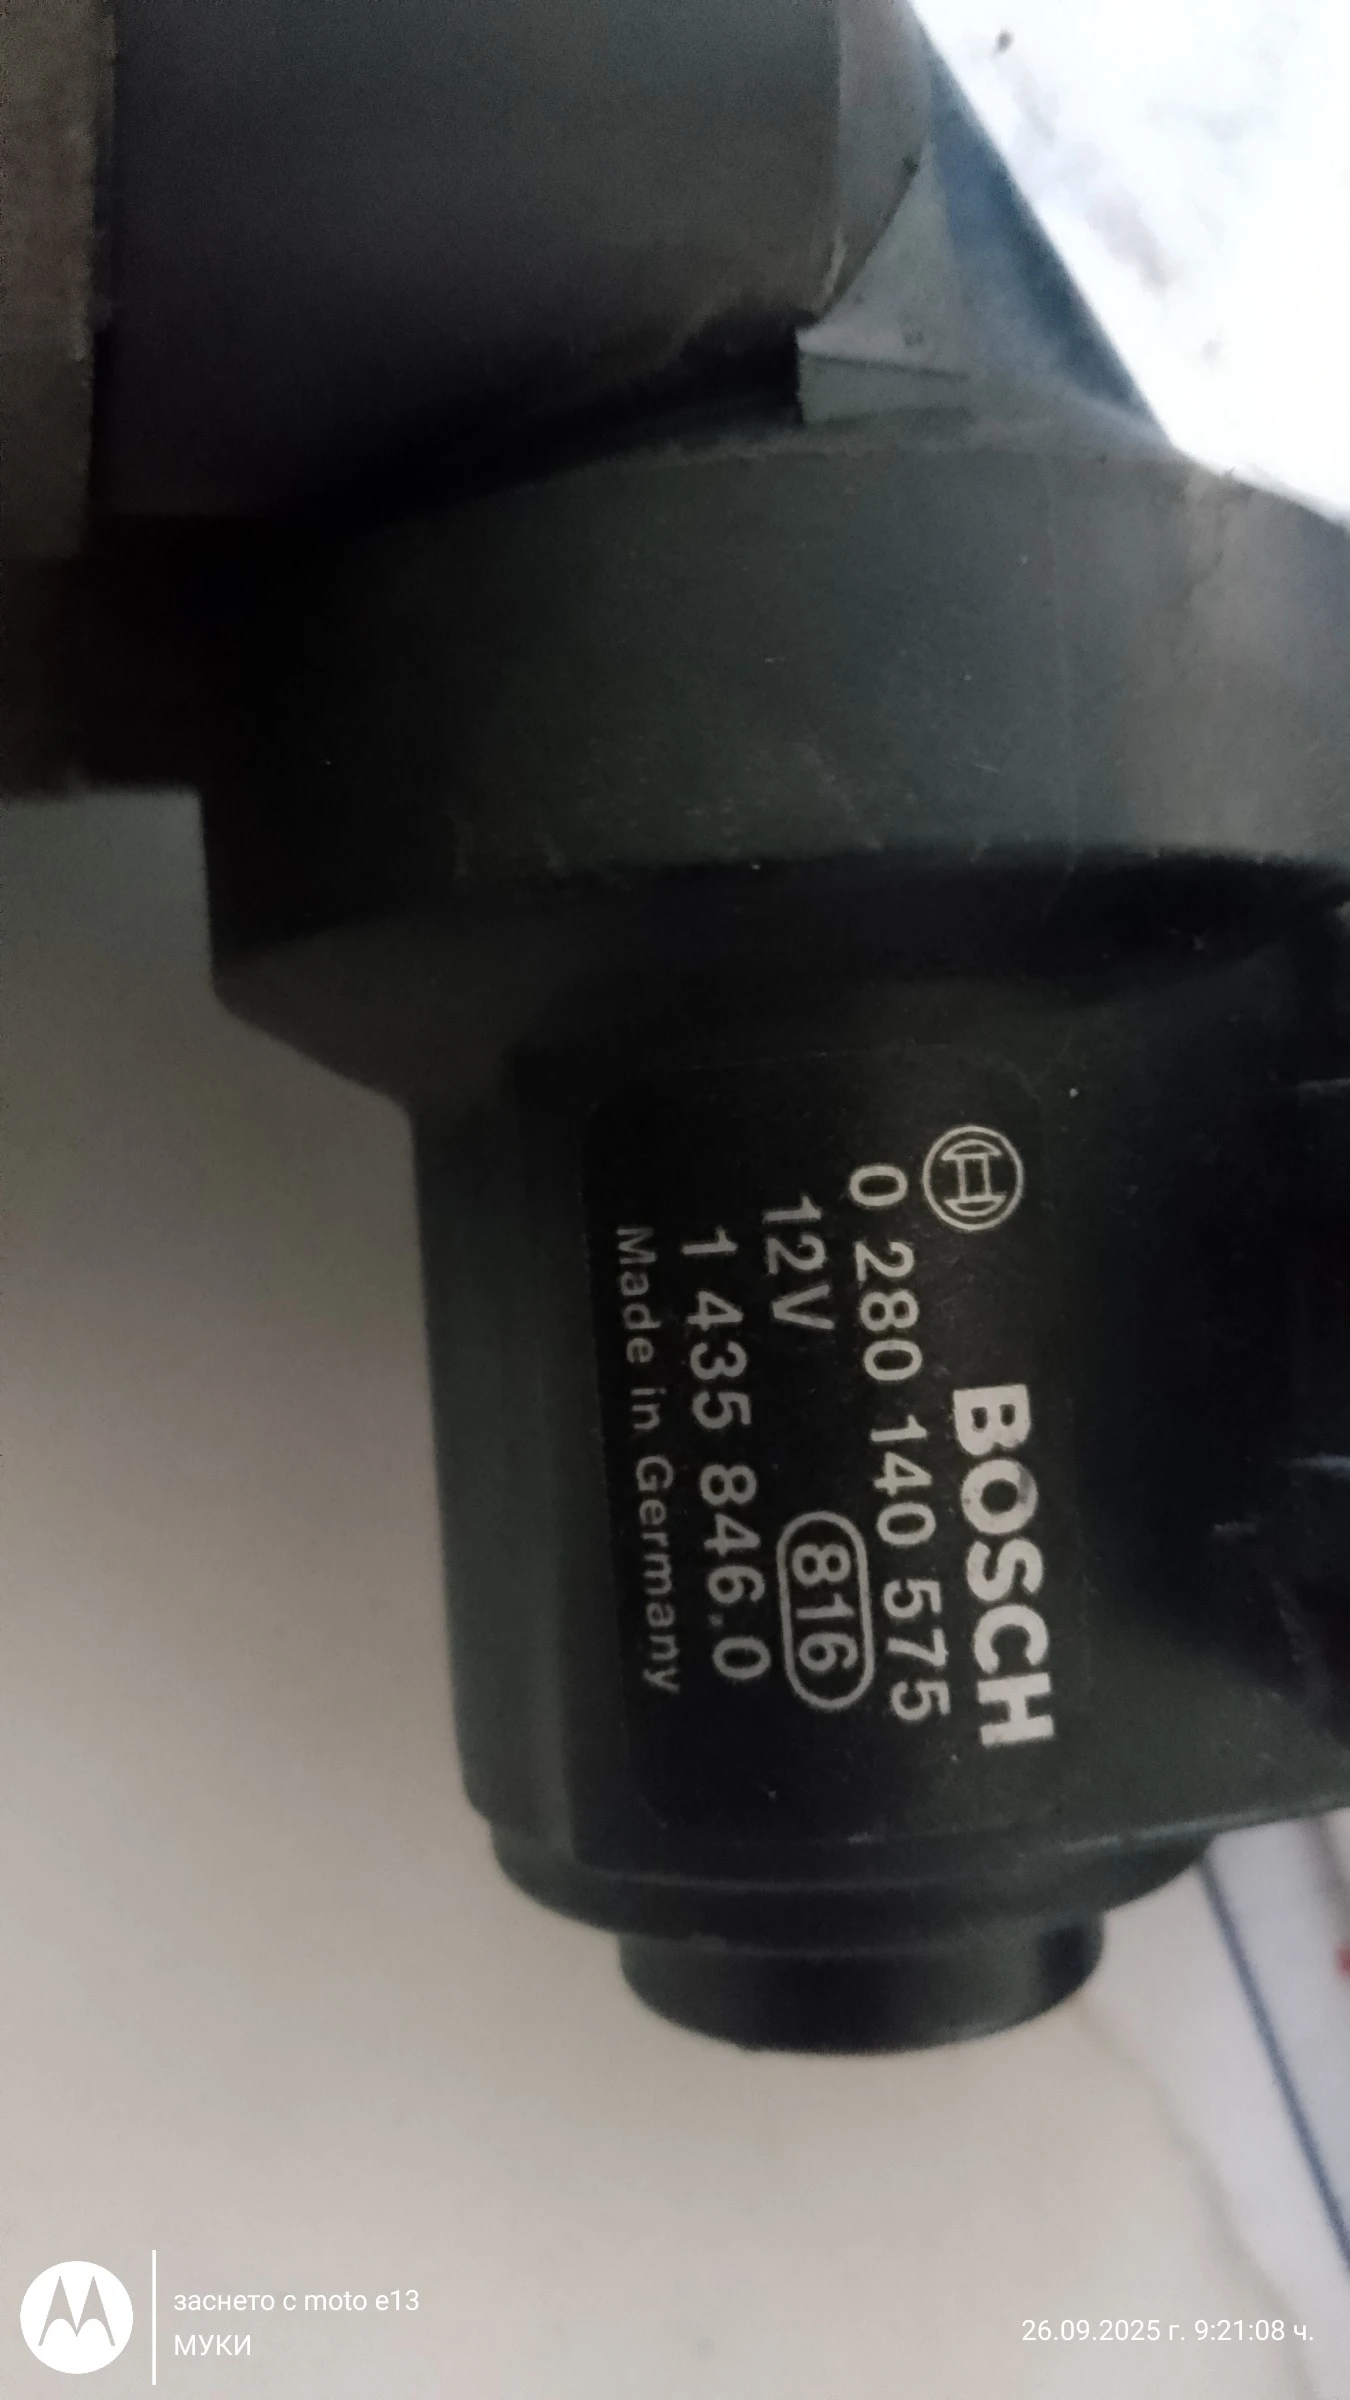 BOSCH
0 280 140 575
12V 816
1 435 846.0
Made in Germany
заснето с moto e13
МУКИ
26.09.2025 г. 9:21:08 ч.